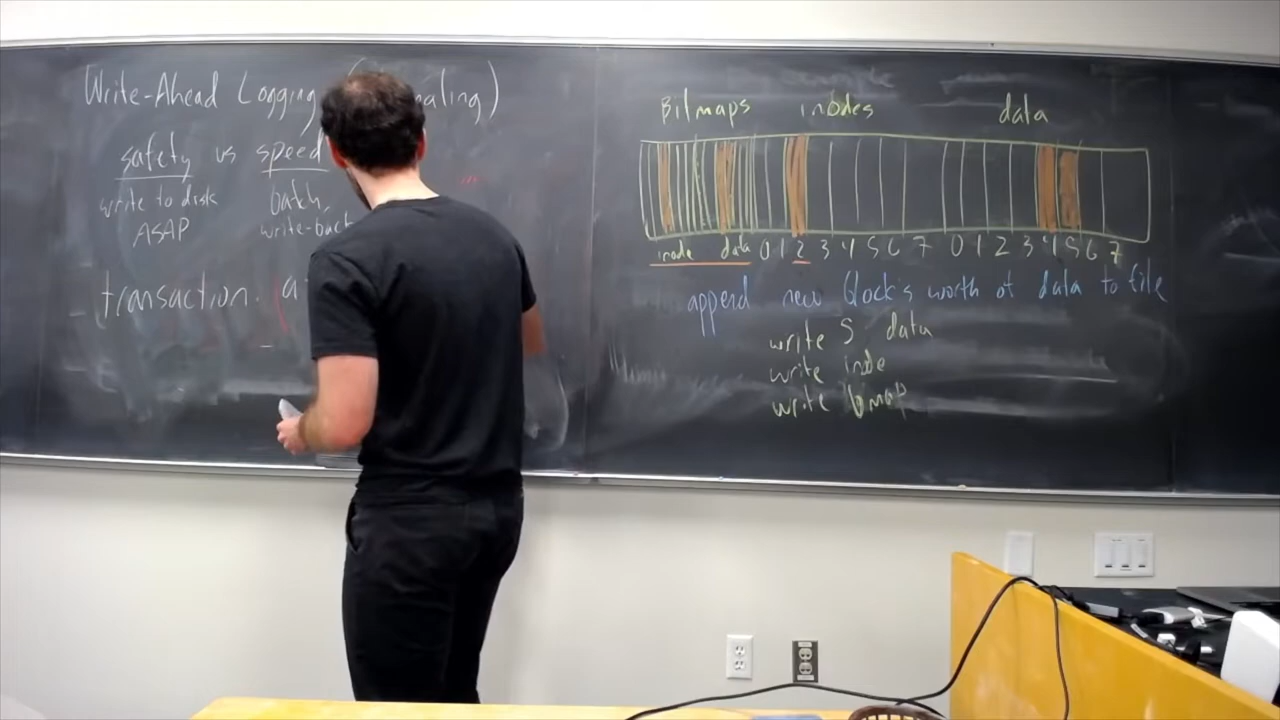 Write-Ahead Logging ( naling)
safety vs speed
write to disk
ASAP
batch,
write-back
transaction. a
Bitmaps inodes data
inode data 0 1 2 3 4 5 6 7 0 1 2 3 4 5 6 7
append new block's worth of data to file
write 5 data
write inode
write bmap